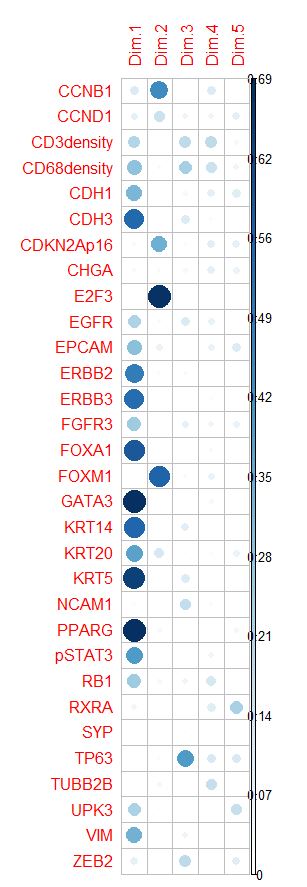 Dim.1 Dim.2 Dim.3 Dim.4 Dim.5
CCNB1
CCND1
CD3density
CD68density
CDH1
CDH3
CDKN2Ap16
CHGA
E2F3
EGFR
EPCAM
ERBB2
ERBB3
FGFR3
FOXA1
FOXM1
GATA3
KRT14
KRT20
KRT5
NCAM1
PPARG
pSTAT3
RB1
RXRA
SYP
TP63
TUBB2B
UPK3
VIM
ZEB2
0.69
0.62
0.56
0.49
0.42
0.35
0.28
0.21
0.14
0.07
0